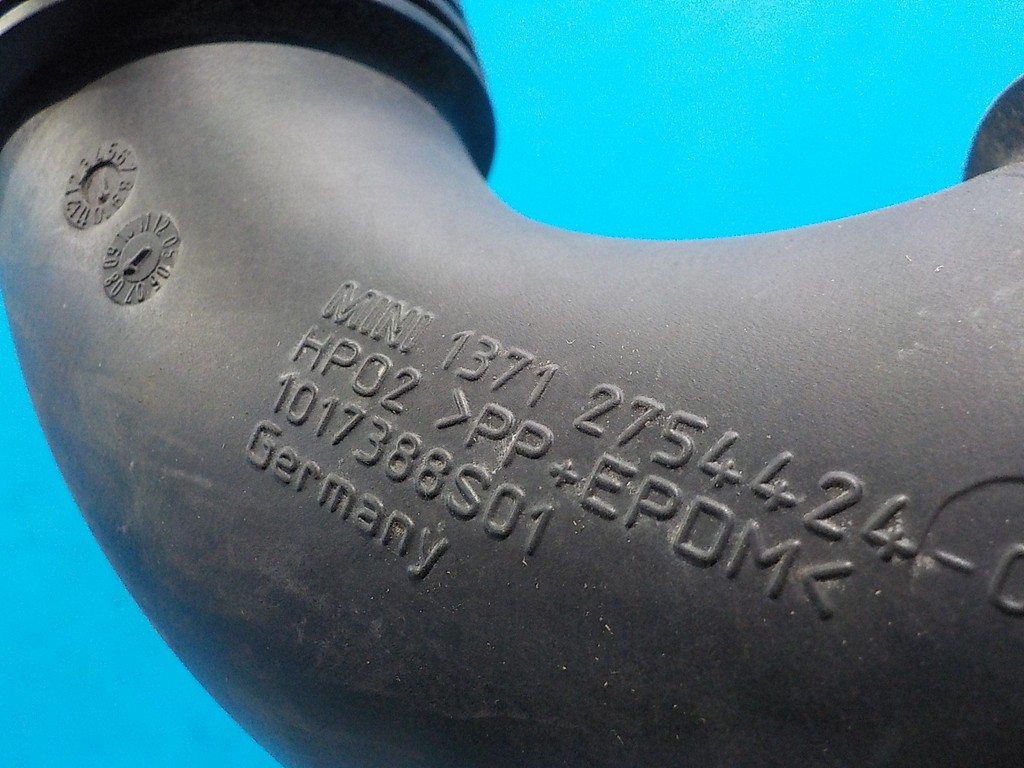 MINI 1371 2754424-0
HP02 >PP+EPDM<
1017388S01
Germany